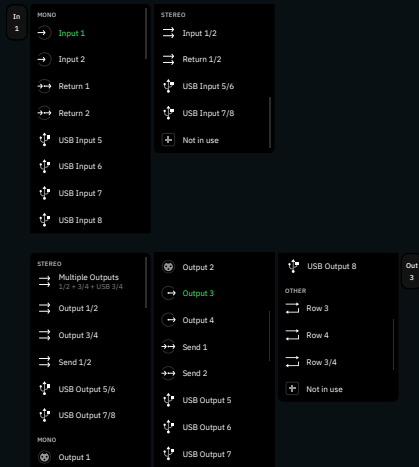 In
1
MONO
Input 1
Input 2
Return 1
Return 2
USB Input 5
USB Input 6
USB Input 7
USB Input 8
STEREO
Input 1/2
Return 1/2
USB Input 5/6
USB Input 7/8
Not in use
STEREO
Multiple Outputs
1/2 + 3/4 + USB 3/4
Output 1/2
Output 3/4
Send 1/2
USB Output 5/6
USB Output 7/8
MONO
Output 1
Output 2
Output 3
Output 4
Send 1
Send 2
USB Output 5
USB Output 6
USB Output 7
USB Output 8
OTHER
Row 3
Row 4
Row 3/4
Not in use
Out
3